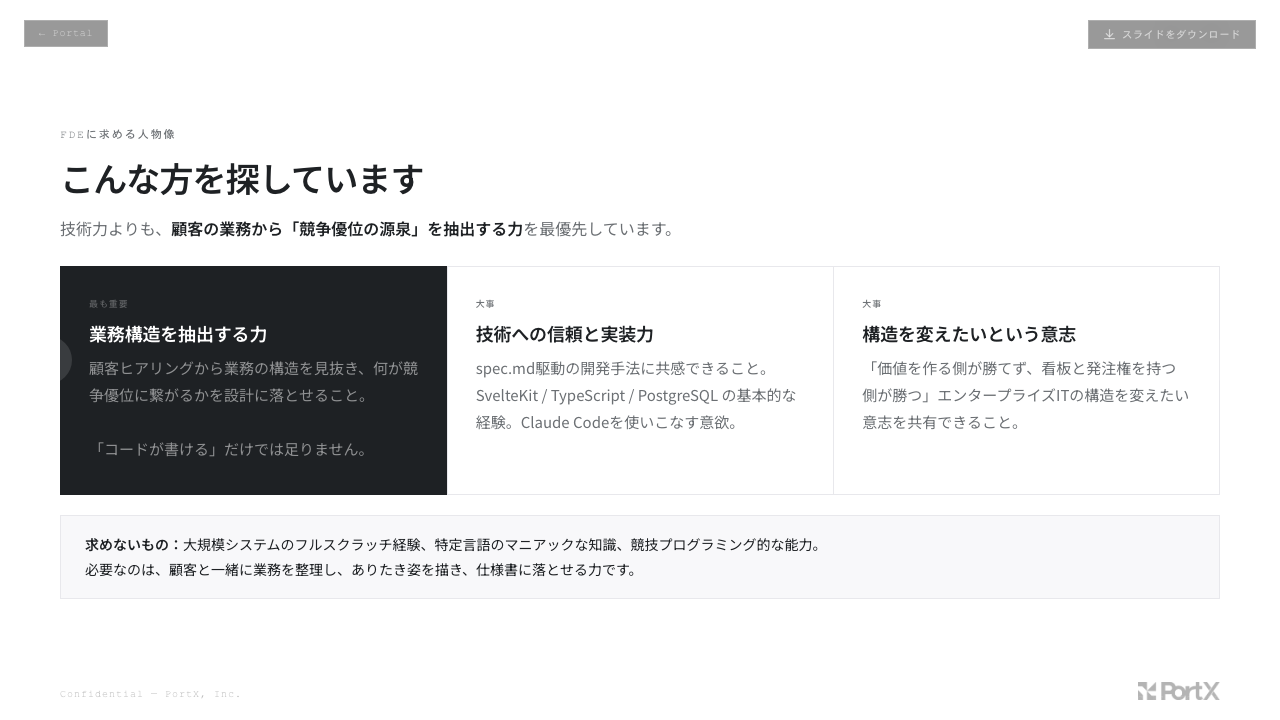 ← Portal
スライドをダウンロード
FDEに求める人物像
こんな方を探しています
技術力よりも、顧客の業務から「競争優位の源泉」を抽出する力を最優先しています。
最も重要
業務構造を抽出する力
顧客ヒアリングから業務の構造を見抜き、何が競
争優位に繋がるかを設計に落とせること。
「コードが書ける」だけでは足りません。
大事
技術への信頼と実装力
spec.md駆動の開発手法に共感できること。
SvelteKit / TypeScript / PostgreSQL の基本的な
経験。Claude Codeを使いこなす意欲。
大事
構造を変えたいという意志
「価値を作る側が勝てず、看板と発注権を持つ
側が勝つ」エンタープライズITの構造を変えたい
意志を共有できること。
求めないもの：大規模システムのフルスクラッチ経験、特定言語のマニアックな知識、競技プログラミング的な能力。
必要なのは、顧客と一緒に業務を整理し、ありたき姿を描き、仕様書に落とせる力です。
Confidential — PortX, Inc.
PortX